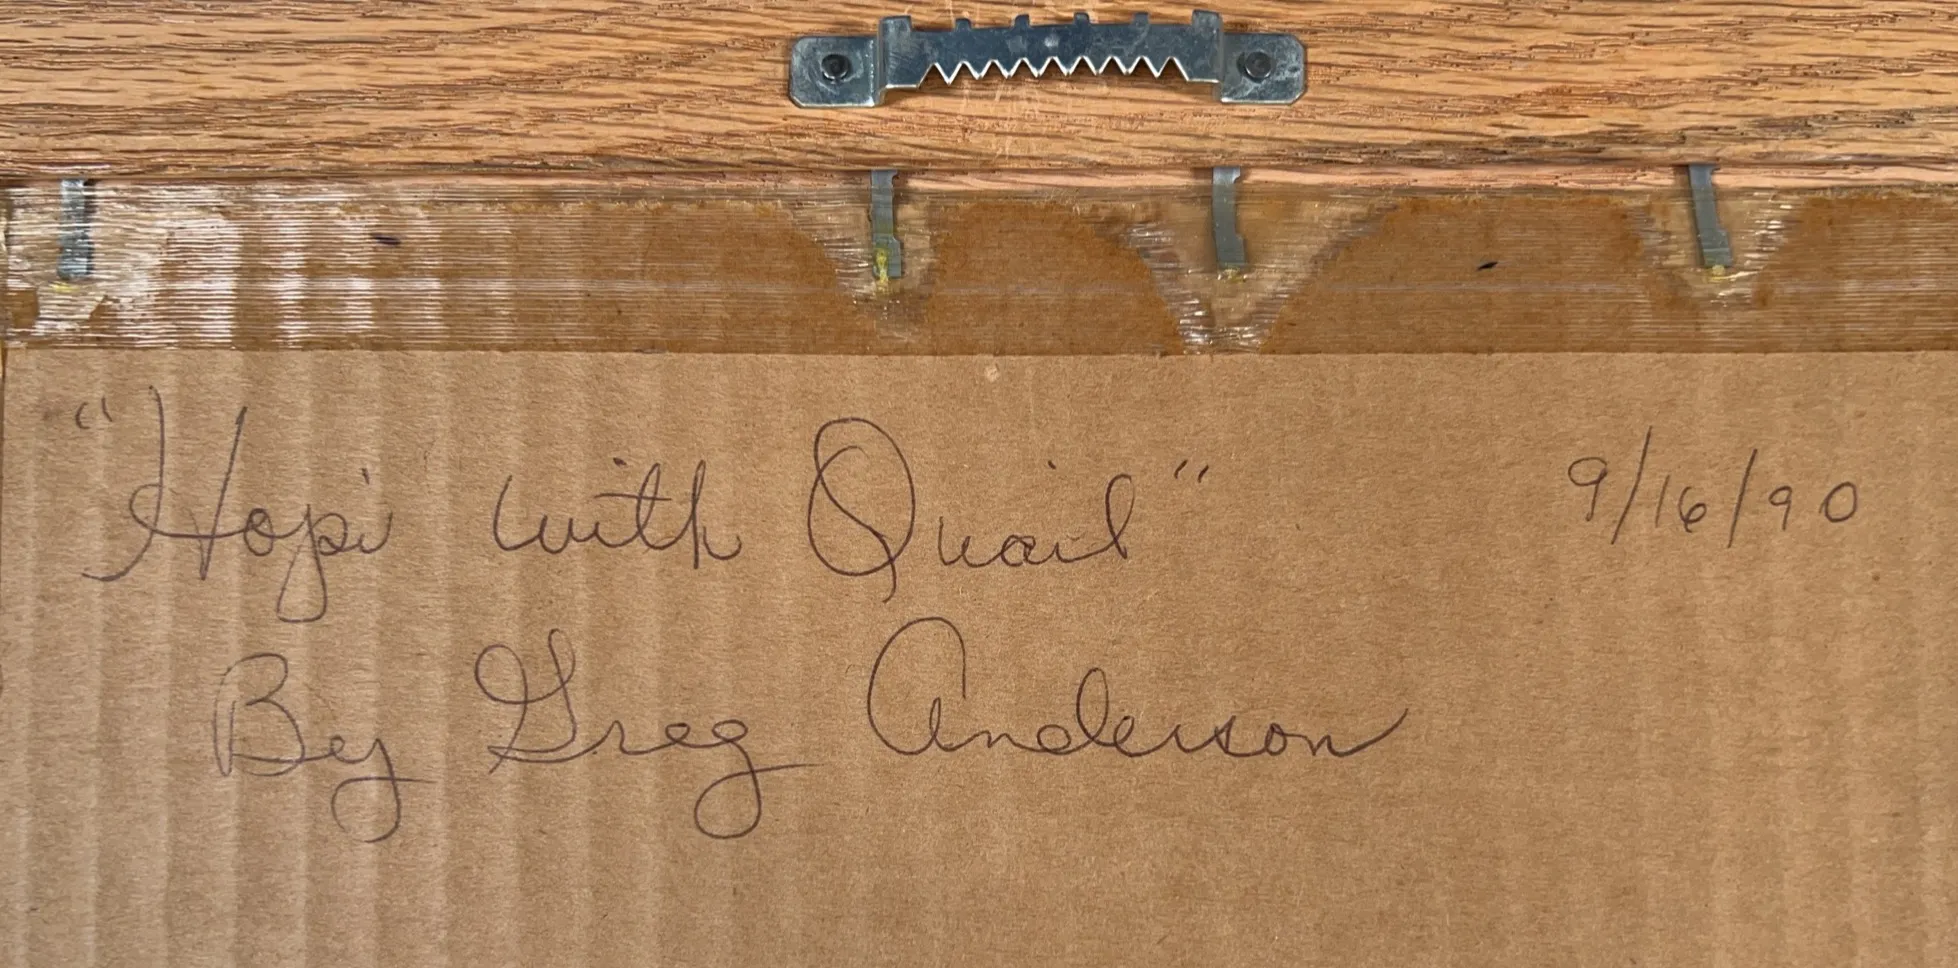 "Hopi with Quail" 9/16/90
By Greg Anderson